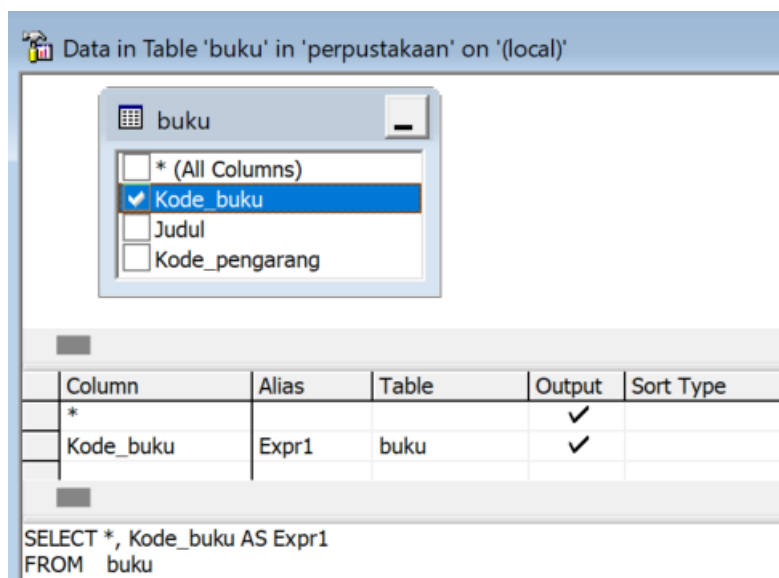 Data in Table 'buku' in 'perpustakaan' on '(local)'
buku
* (All Columns)
Kode_buku
Judul
Kode_pengarang
Column Alias Table Output Sort Type
*
Kode_buku Expr1 buku
SELECT *, Kode_buku AS Expr1
FROM buku